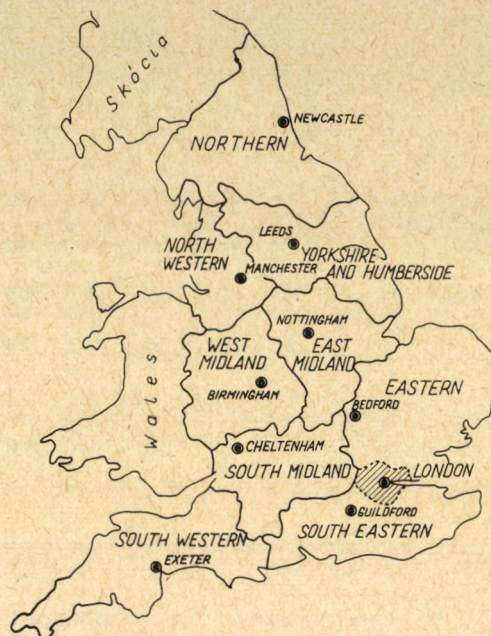 Skócia
NEWCASTLE
NORTHERN
LEEDS
NORTH
WESTERN
YORKSHIRE
AND HUMBERSIDE
MANCHESTER
NOTTINGHAM
WEST
MIDLAND
EAST
MIDLAND
BIRMINGHAM
EASTERN
BEDFORD
Wales
CHELTENHAM
SOUTH MIDLAND
LONDON
GUILDFORD
SOUTH EASTERN
SOUTH WESTERN
EXETER